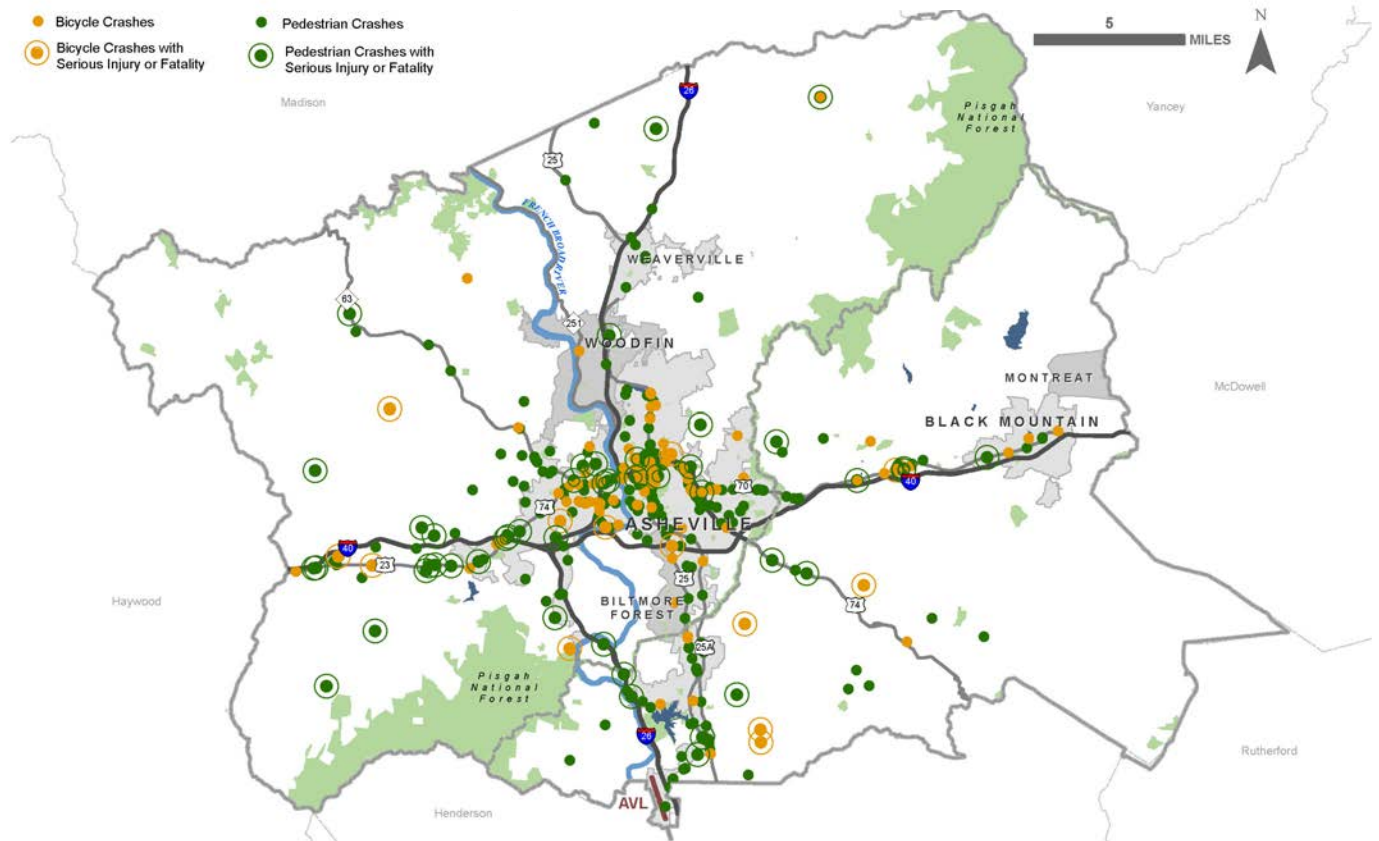 Bicycle Crashes
Pedestrian Crashes
Bicycle Crashes with
Serious Injury or Fatality
Pedestrian Crashes with
Serious Injury or Fatality
5
MILES
N
Madison
Yancey
26
Pisgah
National
Forest
25
FRENCH BROAD RIVER
WEAVERVILLE
63
251
WOODFIN
MONTREAT
McDowell
BLACK MOUNTAIN
70
40
74
ASHEVILLE
40
23
25
Haywood
BILTMORE
FOREST
74
25A
Pisgah
National
Forest
26
Rutherford
AVL
Henderson